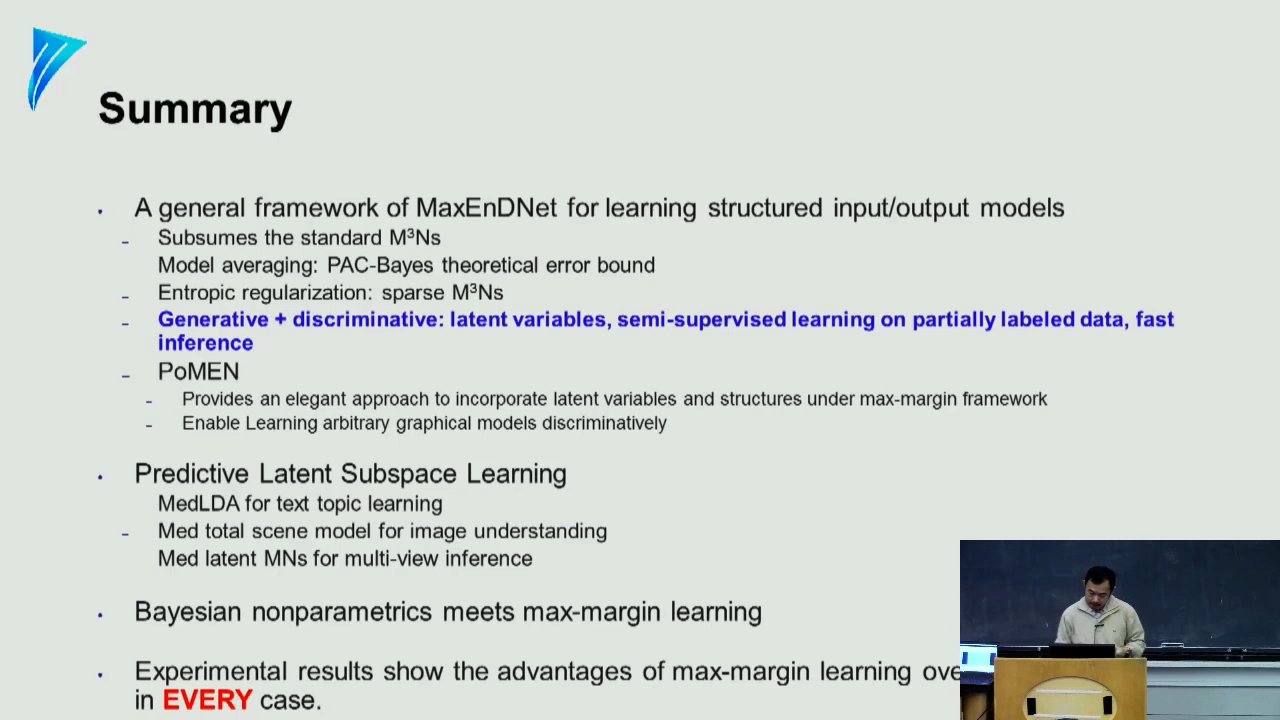 Summary
A general framework of MaxEnDNet for learning structured input/output models
Subsumes the standard M³Ns
Model averaging: PAC-Bayes theoretical error bound
Entropic regularization: sparse M³Ns
Generative + discriminative: latent variables, semi-supervised learning on partially labeled data, fast
inference
PoMEN
Provides an elegant approach to incorporate latent variables and structures under max-margin framework
Enable Learning arbitrary graphical models discriminatively
Predictive Latent Subspace Learning
MedLDA for text topic learning
Med total scene model for image understanding
Med latent MNs for multi-view inference
Bayesian nonparametrics meets max-margin learning
Experimental results show the advantages of max-margin learning
in EVERY case.